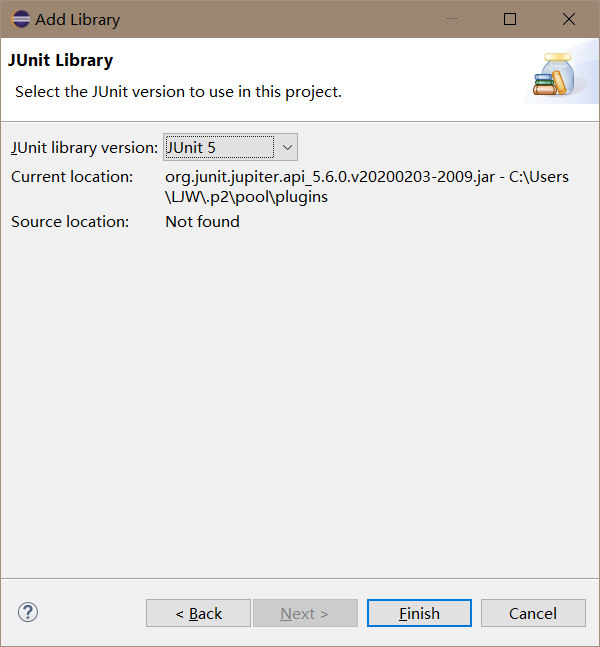 Add Library
JUnit Library
Select the JUnit version to use in this project.
JUnit library version: JUnit 5
Current location: org.junit.jupiter.api_5.6.0.v20200203-2009.jar - C:\Users
\LJW\.p2\pool\plugins
Source location: Not found
? < Back Next > Finish Cancel